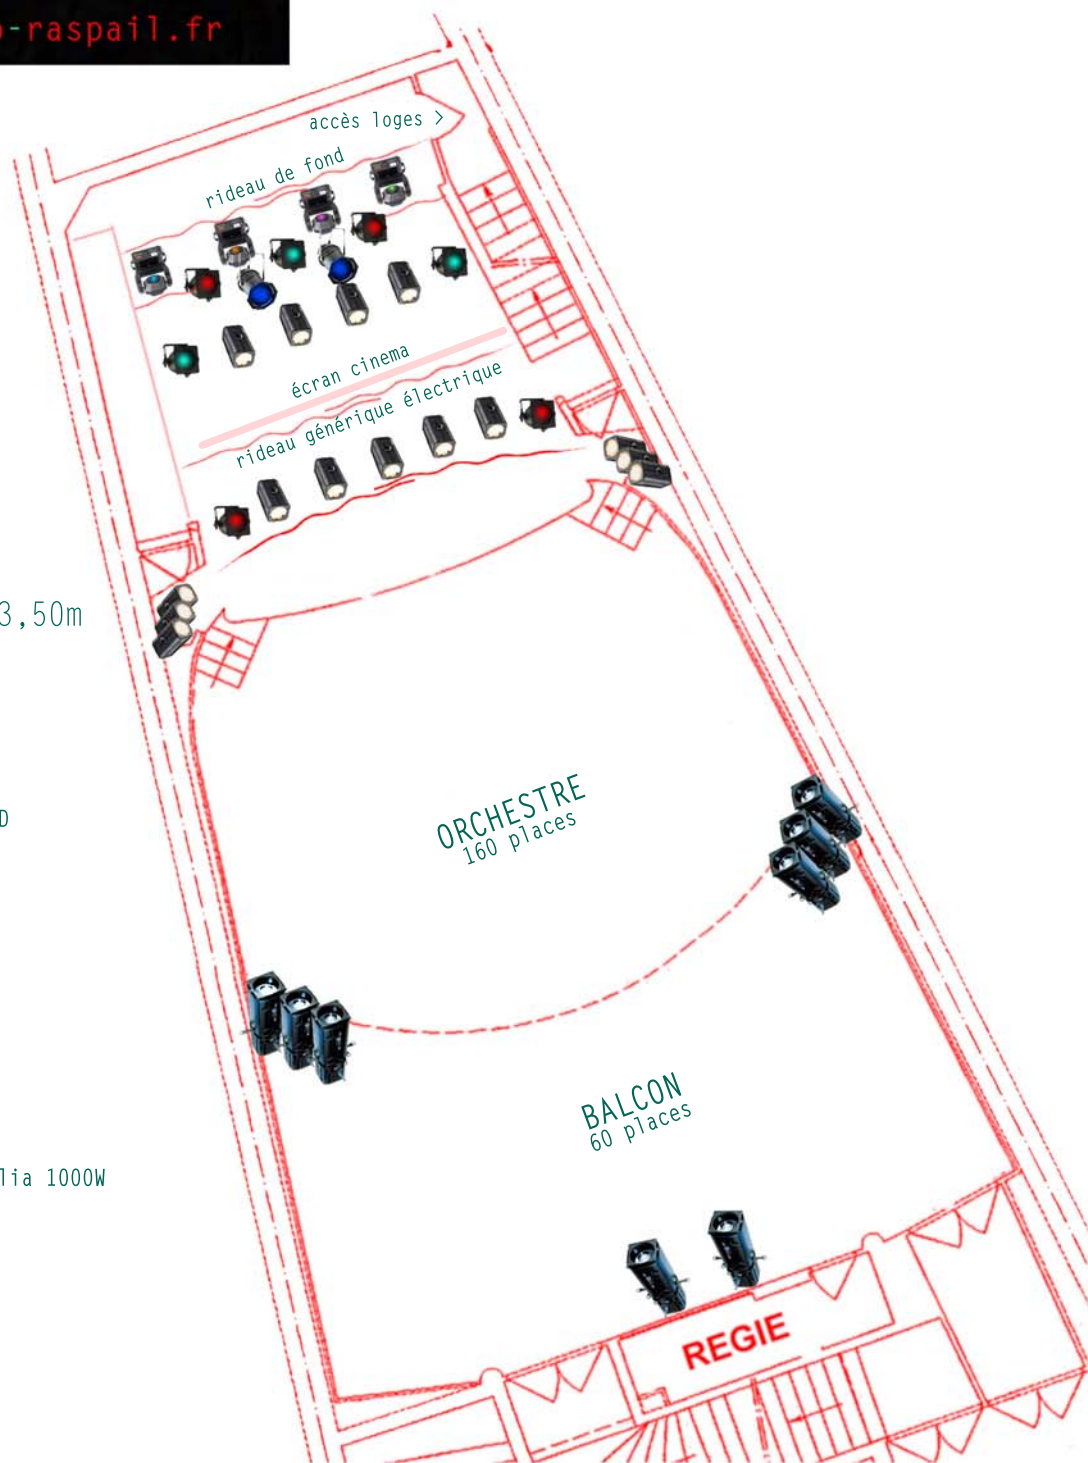 -raspail.fr
accès loges >
rideau de fond
écran cinema
rideau générique électrique
3,50m
D
ORCHESTRE
160 places
BALCON
60 places
lia 1000W
REGIE